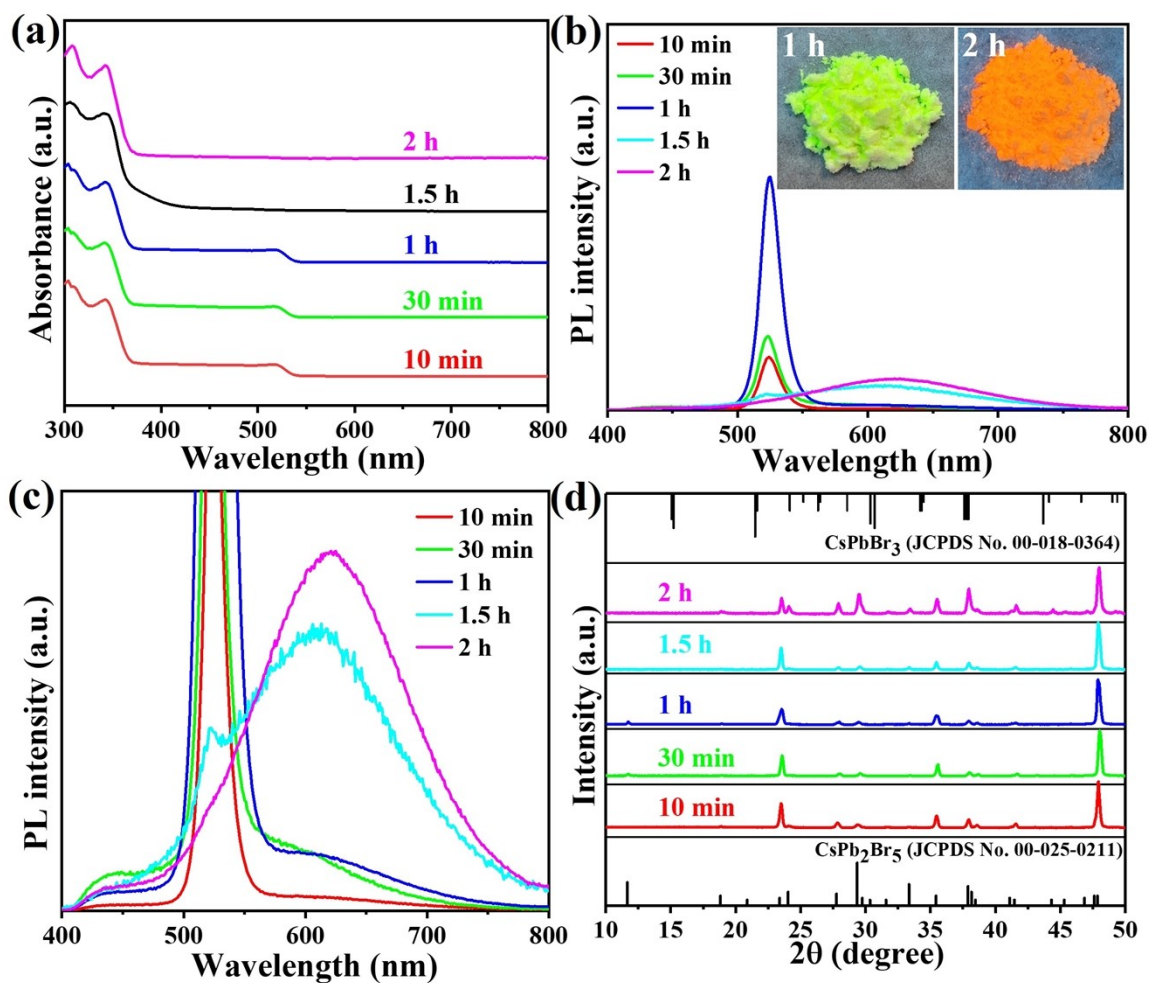 (a)
Absorbance (a.u.)
2 h
1.5 h
1 h
30 min
10 min
300 400 500 600 700 800
Wavelength (nm)
(b)
PL intensity (a.u.)
10 min
30 min
1 h
1.5 h
2 h
1 h
2 h
400 500 600 700 800
Wavelength (nm)
(c)
PL intensity (a.u.)
10 min
30 min
1 h
1.5 h
2 h
400 500 600 700 800
Wavelength (nm)
(d)
Intensity (a.u.)
CsPbBr₃ (JCPDS No. 00-018-0364)
2 h
1.5 h
1 h
30 min
10 min
CsPb₂Br₅ (JCPDS No. 00-025-0211)
10 15 20 25 30 35 40 45 50
2θ (degree)